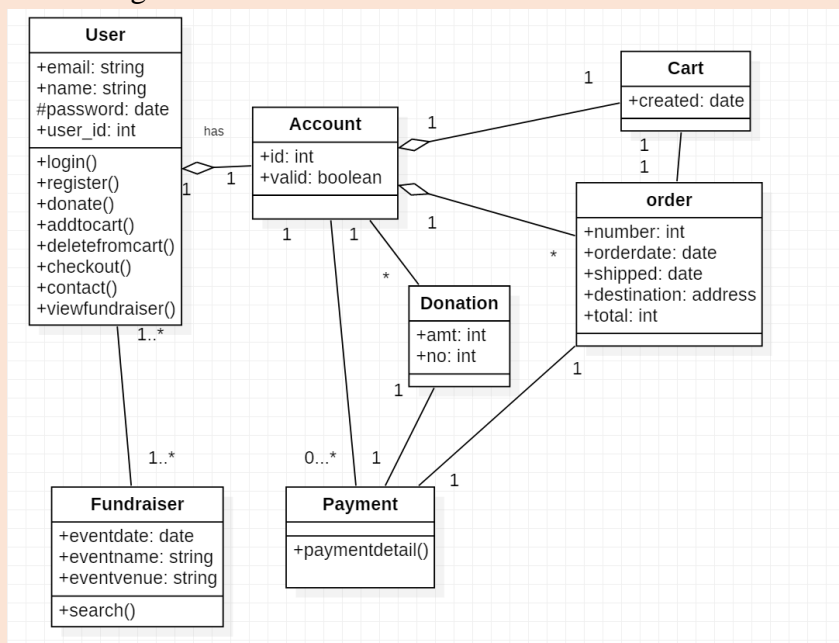 User
+email: string
+name: string
#password: date
+user_id: int
+login()
+register()
+donate()
+addtocart()
+deletefromcart()
+checkout()
+contact()
+viewfundraiser()
has
1
1
Account
+id: int
+valid: boolean
1
1
Cart
+created: date
1
1
order
+number: int
+orderdate: date
+shipped: date
+destination: address
+total: int
1
*
1
1
*
Donation
+amt: int
+no: int
1
1
1
1
0...*
1..*
1..*
Fundraiser
+eventdate: date
+eventname: string
+eventvenue: string
+search()
Payment
+paymentdetail()